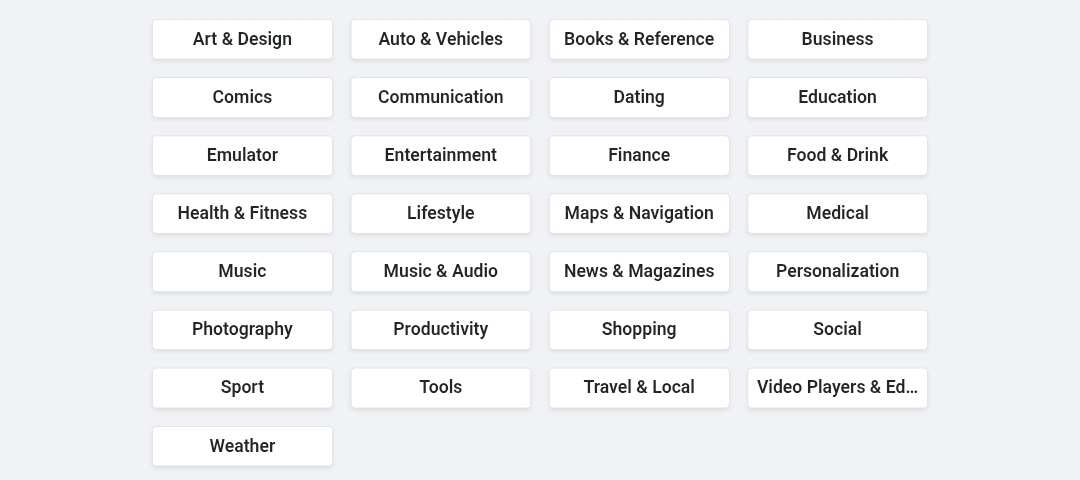 Art & Design
Auto & Vehicles
Books & Reference
Business
Comics
Communication
Dating
Education
Emulator
Entertainment
Finance
Food & Drink
Health & Fitness
Lifestyle
Maps & Navigation
Medical
Music
Music & Audio
News & Magazines
Personalization
Photography
Productivity
Shopping
Social
Sport
Tools
Travel & Local
Video Players & Ed...
Weather